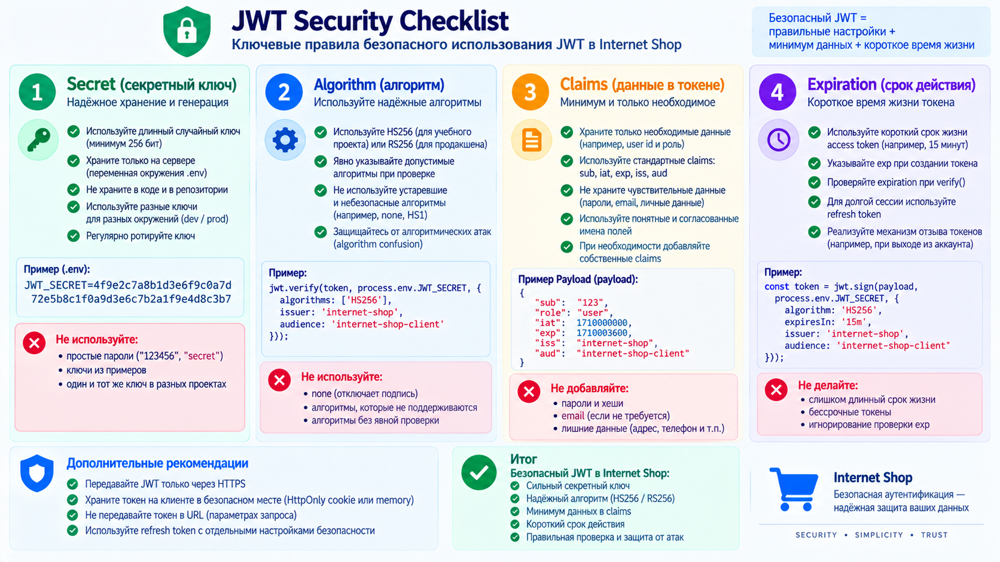 JWT Security Checklist
Ключевые правила безопасного использования JWT в Internet Shop
Безопасный JWT =
правильные настройки +
минимум данных + короткое время жизни
1
Secret (секретный ключ)
Надёжное хранение и генерация
Используйте длинный случайный ключ
(минимум 256 бит)
Храните только на сервере
(переменная окружения .env)
Не храните в коде и в репозитории
Используйте разные ключи
для разных окружений (dev / prod)
Регулярно ротируйте ключ
Пример (.env):
JWT_SECRET=4f9e2c7a8b1d3e6f9c0a7d
72e5b8c1f0a9d3e6c7b2a1f9e4d8c3b7
Не используйте:
• простые пароли ("123456", "secret")
• ключи из примеров
• один и тот же ключ в разных проектах
2
Algorithm (алгоритм)
Используйте надёжные алгоритмы
Используйте HS256 (для учебного
проекта) или RS256 (для продакшена)
Явно указывайте допустимые
алгоритмы при проверке
Не используйте устаревшие
и небезопасные алгоритмы
(например, none, HS1)
Защищайтесь от алгоритмических атак
(algorithm confusion)
Пример:
jwt.verify(token, process.env.JWT_SECRET, {
algorithms: ['HS256'],
issuer: 'internet-shop',
audience: 'internet-shop-client'
}));
Не используйте:
• none (отключает подпись)
• алгоритмы, которые не поддерживаются
• алгоритмы без явной проверки
3
Claims (данные в токене)
Минимум и только необходимое
Храните только необходимые данные
(например, user id и роль)
Используйте стандартные claims:
sub, iat, exp, iss, aud
Не храните чувствительные данные
(пароли, email, личные данные)
Используйте понятные и согласованные
имена полей
При необходимости добавляйте
собственные claims
Пример Payload (payload):
{
"sub": "123",
"role": "user",
"iat": 1710000000,
"exp": 1710003600,
"iss": "internet-shop",
"aud": "internet-shop-client"
}
Не добавляйте:
• пароли и хеши
• email (если не требуется)
• лишние данные (адрес, телефон и т.п.)
4
Expiration (срок действия)
Короткое время жизни токена
Используйте короткий срок жизни
access token (например, 15 минут)
Указывайте exp при создании токена
Проверяйте expiration при verify()
Для долгой сессии используйте
refresh token
Реализуйте механизм отзыва токенов
(например, при выходе из аккаунта)
Пример:
const token = jwt.sign(payload,
process.env.JWT_SECRET, {
algorithm: 'HS256',
expiresIn: '15m',
issuer: 'internet-shop',
audience: 'internet-shop-client"
}));
Не делайте:
• слишком длинный срок жизни
• бессрочные токены
• игнорирование проверки exp
Дополнительные рекомендации
Передавайте JWT только через HTTPS
Храните токен на клиенте в безопасном месте (HttpOnly cookie или memory)
Не передавайте токен в URL (параметрах запроса)
Используйте refresh token с отдельными настройками безопасности
Итог
Безопасный JWT в Internet Shop:
Сильный секретный ключ
Надёжный алгоритм (HS256 / RS256)
Минимум данных в claims
Короткий срок действия
Правильная проверка и защита от атак
Internet Shop
Безопасная аутентификация —
надёжная защита ваших данных
SECURITY • SIMPLICITY • TRUST